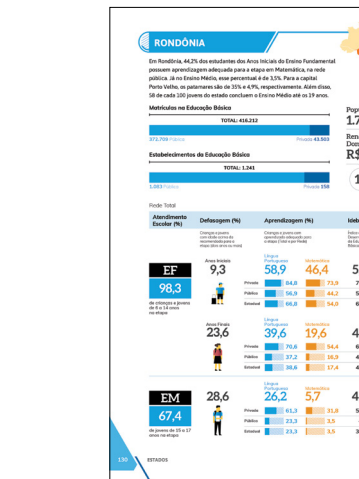 RONDÔNIA
Em Rondônia, 44,2% dos estudantes dos Anos Iniciais do Ensino Fundamental
possuem aprendizagem adequada para a etapa em Matemática, na rede
pública. Já no Ensino Médio, esse percentual é de 3,5%. Para a capital
Porto Velho, os patamares são de 35% e 4,9%, respectivamente. Além disso,
58 de cada 100 jovens do estado concluem o Ensino Médio até os 19 anos.
Matrículas na Educação Básica
TOTAL: 416.212
372.709 Pública
Privada 43.503
Estabelecimentos da Educação Básica
TOTAL: 1.241
1.083 Pública
Privada 158
Rede Total
Atendimento
Escolar (%)
Defasagem (%)
Aprendizagem (%)
Crianças e jovens
com idade acima da
recomendada para a
etapa (dois anos ou mais)
Crianças e jovens com
aprendizado adequado para
a etapa (Total e por Rede)
EF
98,3
de crianças e jovens
de 6 a 14 anos
na etapa
Anos Iniciais
9,3
Língua
Portuguesa
58,9
Matemática
46,4
Privada 84,8 73,9
Pública 56,9 44,2
Estadual 66,8 54,0
Anos Finais
23,6
Língua
Portuguesa
39,6
Matemática
19,6
Privada 70,6 54,4
Pública 37,2 16,9
Estadual 38,6 17,4
EM
67,4
de jovens de 15 a 17
anos na etapa
28,6
Língua
Portuguesa
26,2
Matemática
5,7
Privada 61,3 31,8
Pública 23,3 3,5
Estadual 23,3 3,5
130 ESTADOS